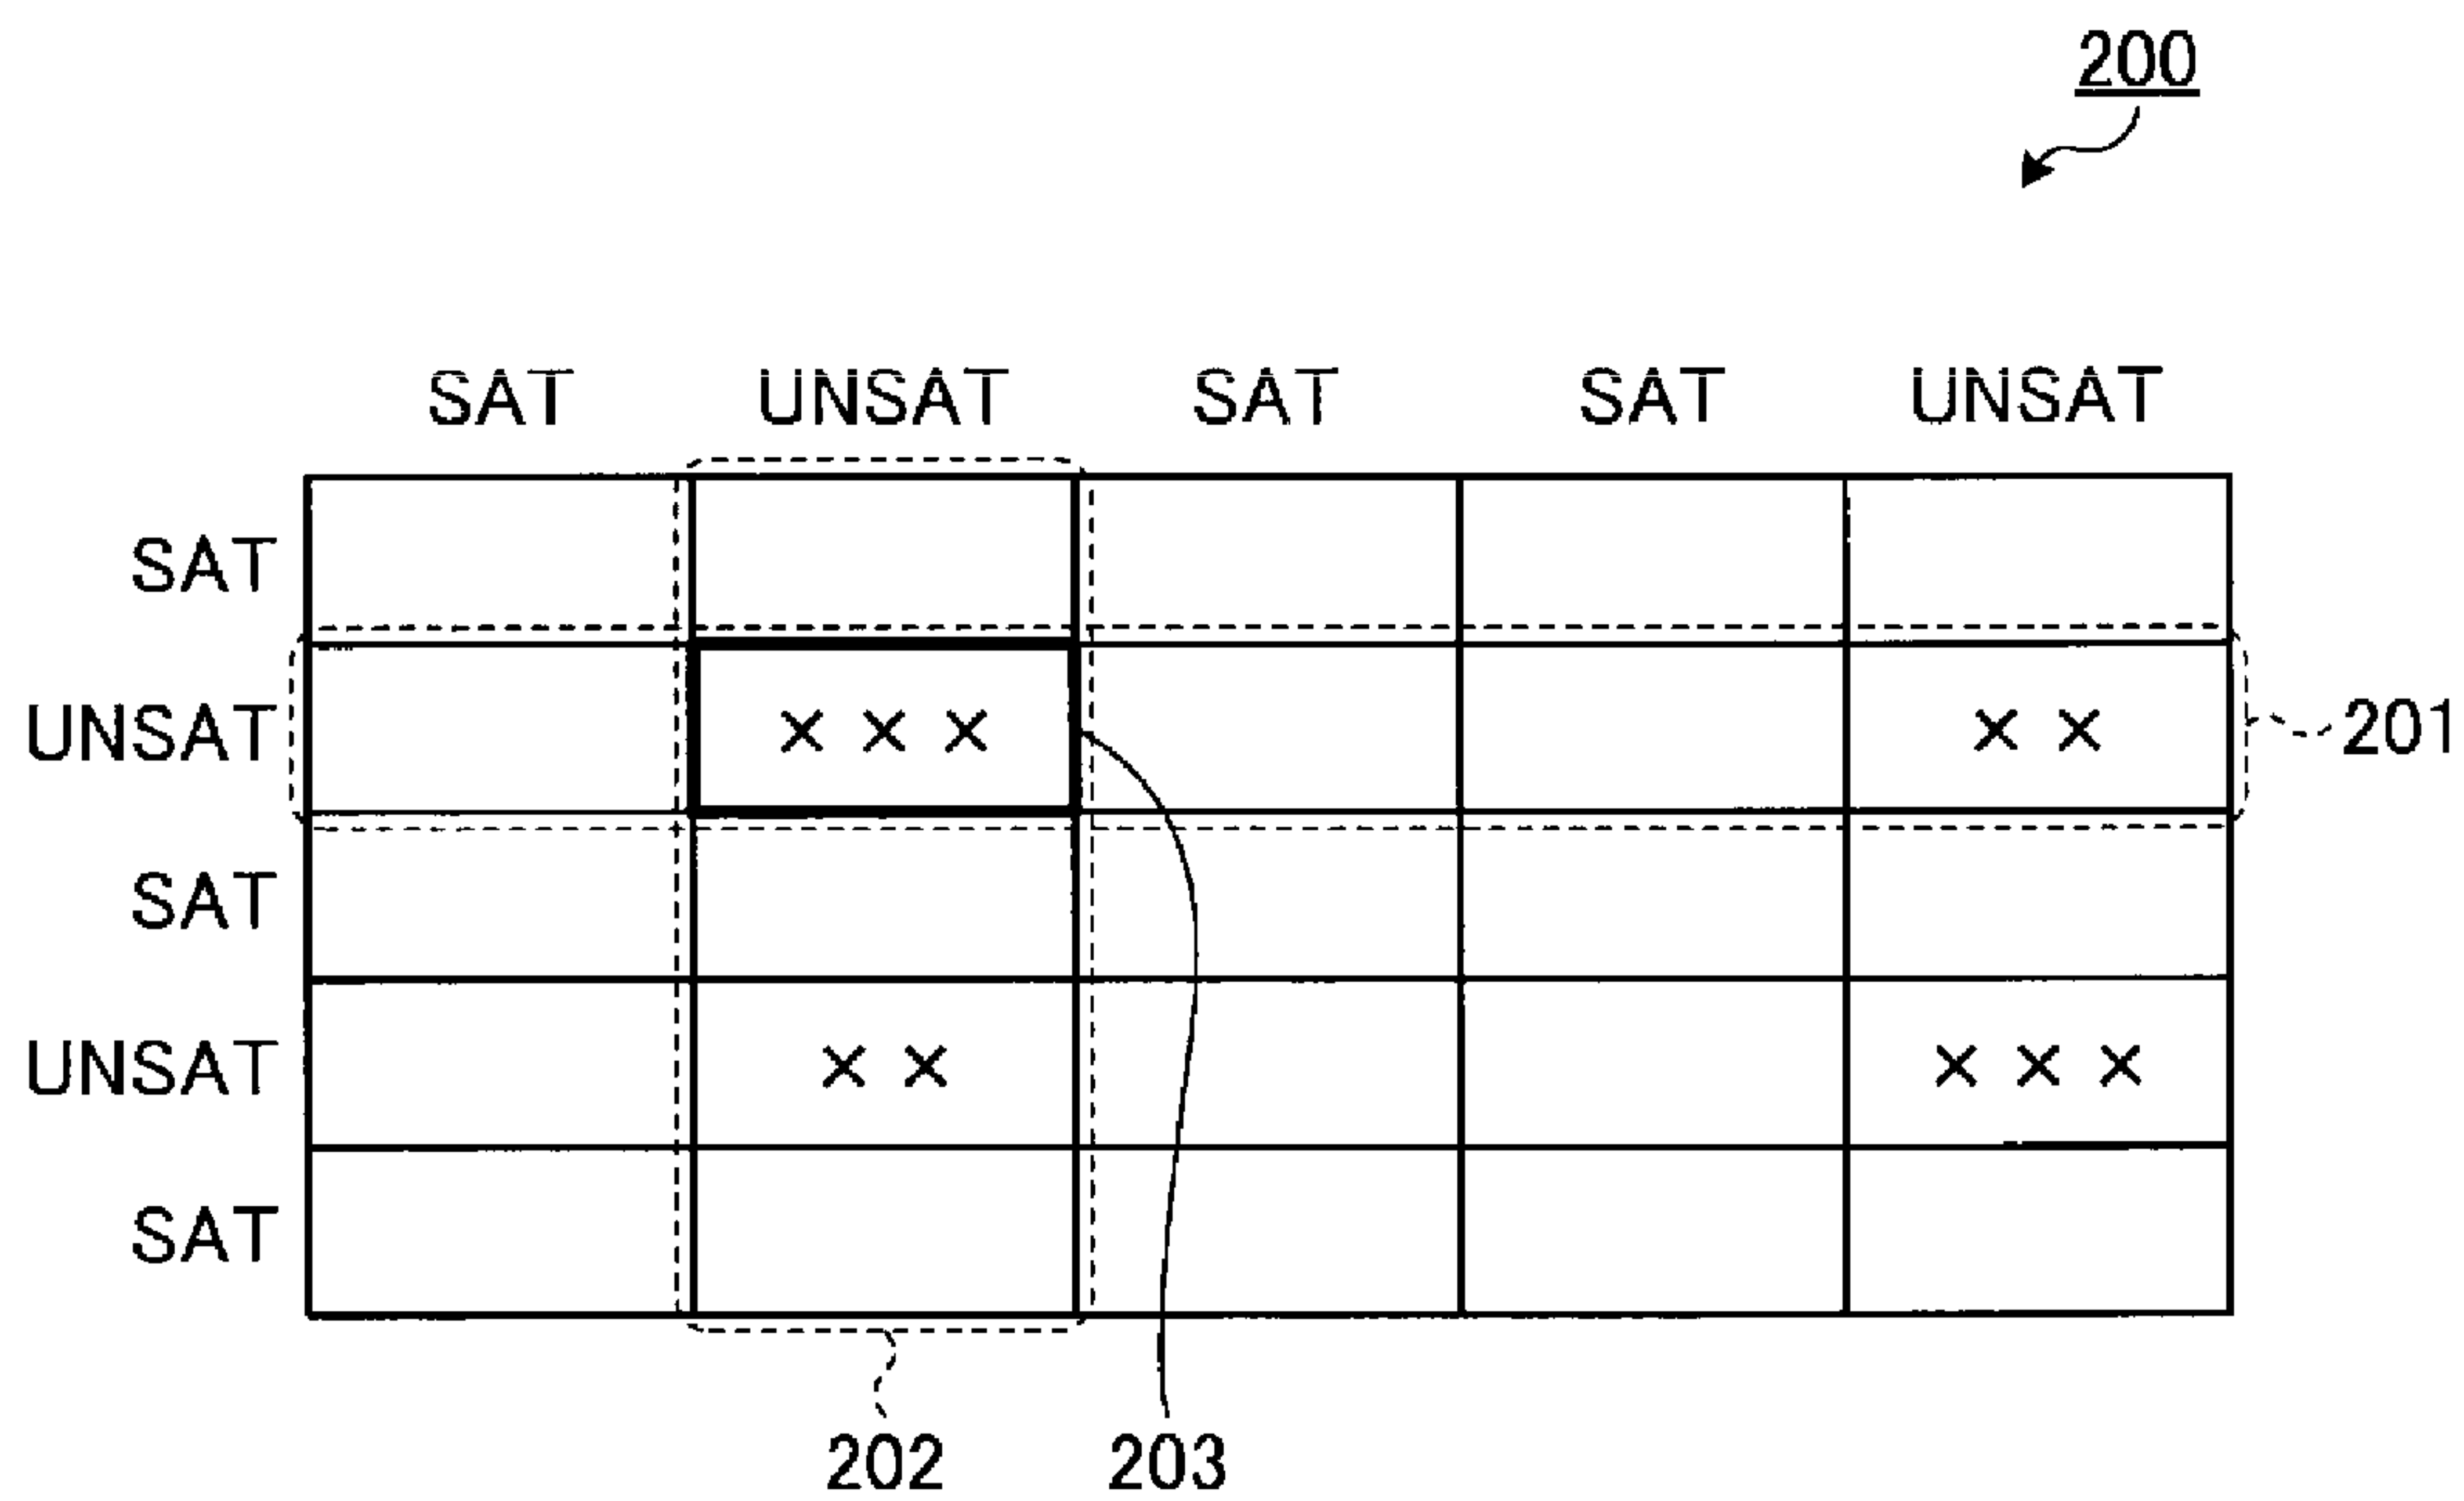 200
SAT UNSAT SAT SAT UNSAT
SAT
UNSAT × × × × × 201
SAT
UNSAT × × × × ×
SAT
202 203